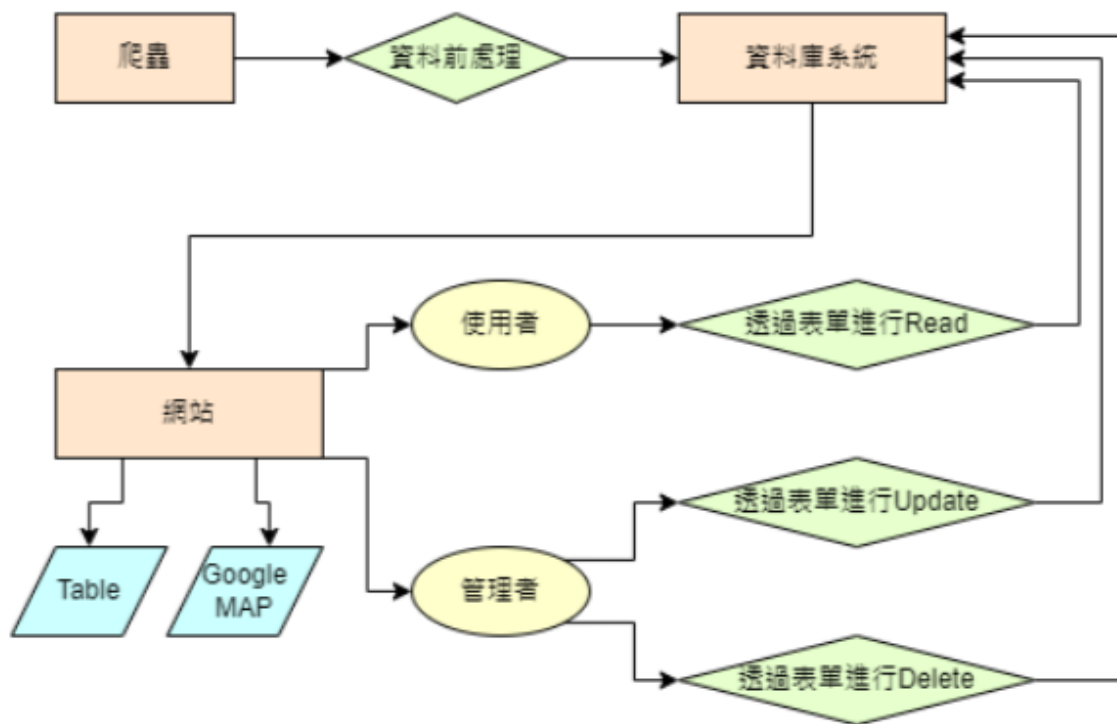 爬蟲
資料前處理
資料庫系統
使用者
透過表單進行Read
網站
透過表單進行Update
Table
Google
MAP
管理者
透過表單進行Delete